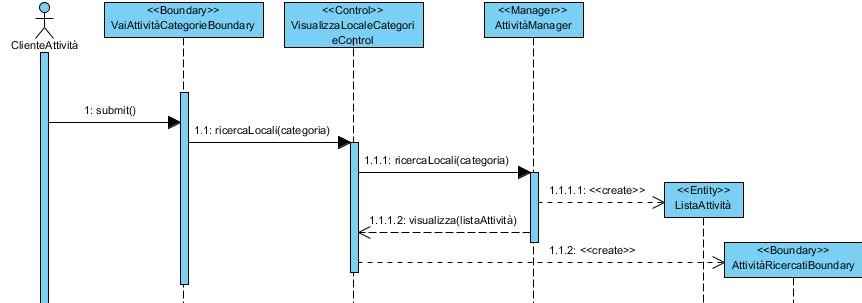 <<Boundary>>
VaiAttivitàCategorieBoundary
<<Control>>
VisualizzaLocaleCategori
eControl
<<Manager>>
AttivitàManager
ClienteAttività
1: submit()
1.1: ricercaLocali(categoria)
1.1.1: ricercaLocali(categoria)
1.1.1.1: <<create>>
<<Entity>>
ListaAttività
1.1.1.2: visualizza(listaAttività)
1.1.2: <<create>>
<<Boundary>>
AttivitàRicercatiBoundary